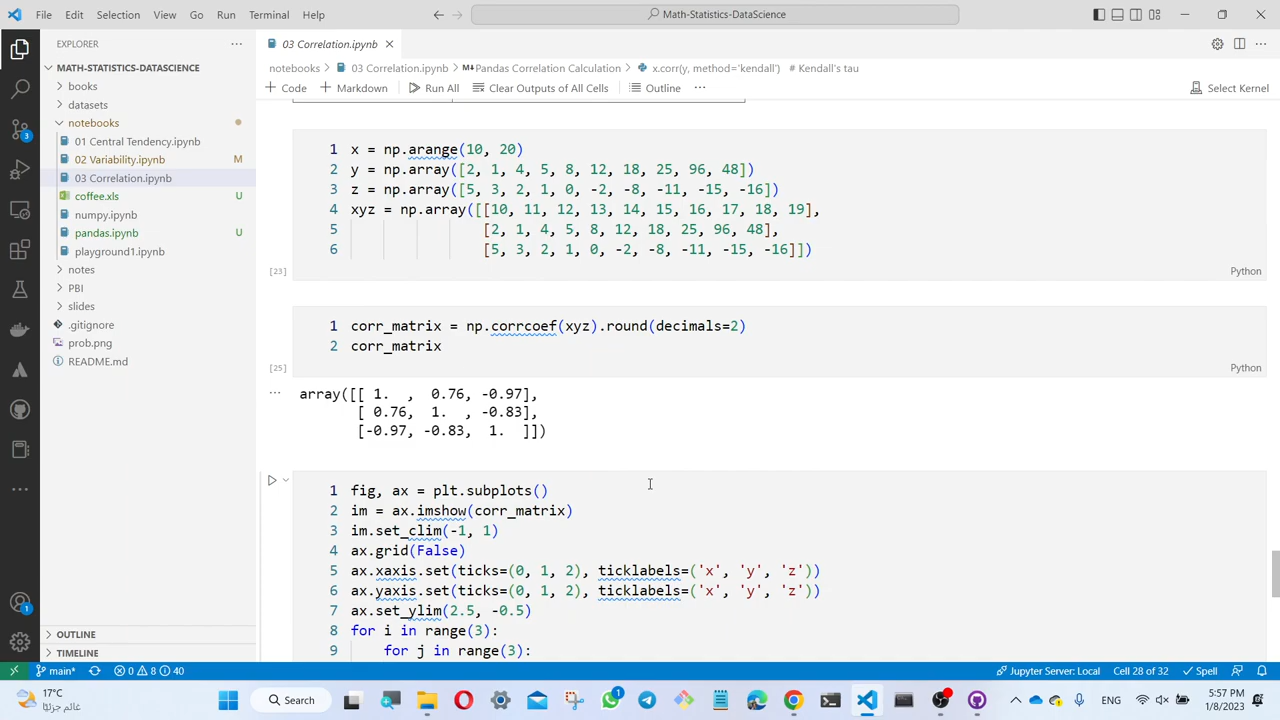 File Edit Selection View Go Run Terminal Help
Math-Statistics-DataScience
EXPLORER
MATH-STATISTICS-DATASCIENCE
books
datasets
notebooks
01 Central Tendency.ipynb
02 Variability.ipynb M
03 Correlation.ipynb
coffee.xls U
numpy.ipynb
pandas.ipynb U
playground1.ipynb
notes
PBI
slides
.gitignore
prob.png
README.md
OUTLINE
TIMELINE
03 Correlation.ipynb
notebooks > 03 Correlation.ipynb > Pandas Correlation Calculation > x.corr(y, method='kendall') # Kendall's tau
+ Code + Markdown Run All Clear Outputs of All Cells Outline ... Select Kernel
1 x = np.arange(10, 20)
2 y = np.array([2, 1, 4, 5, 8, 12, 18, 25, 96, 48])
3 z = np.array([5, 3, 2, 1, 0, -2, -8, -11, -15, -16])
4 xyz = np.array([[10, 11, 12, 13, 14, 15, 16, 17, 18, 19],
5 [2, 1, 4, 5, 8, 12, 18, 25, 96, 48],
6 [5, 3, 2, 1, 0, -2, -8, -11, -15, -16]])
[23] Python
1 corr_matrix = np.corrcoef(xyz).round(decimals=2)
2 corr_matrix
[25] Python
array([[ 1. , 0.76, -0.97],
[ 0.76, 1. , -0.83],
[-0.97, -0.83, 1. ]])
1 fig, ax = plt.subplots()
2 im = ax.imshow(corr_matrix)
3 im.set_clim(-1, 1)
4 ax.grid(False)
5 ax.xaxis.set(ticks=(0, 1, 2), ticklabels=('x', 'y', 'z'))
6 ax.yaxis.set(ticks=(0, 1, 2), ticklabels=('x', 'y', 'z'))
7 ax.set_ylim(2.5, -0.5)
8 for i in range(3):
9 for j in range(3):
3
1
main* 0 8 40 Jupyter Server: Local Cell 28 of 32 Spell
17°C
غائم جزئيًا
Search
1
ENG
5:57 PM
1/8/2023